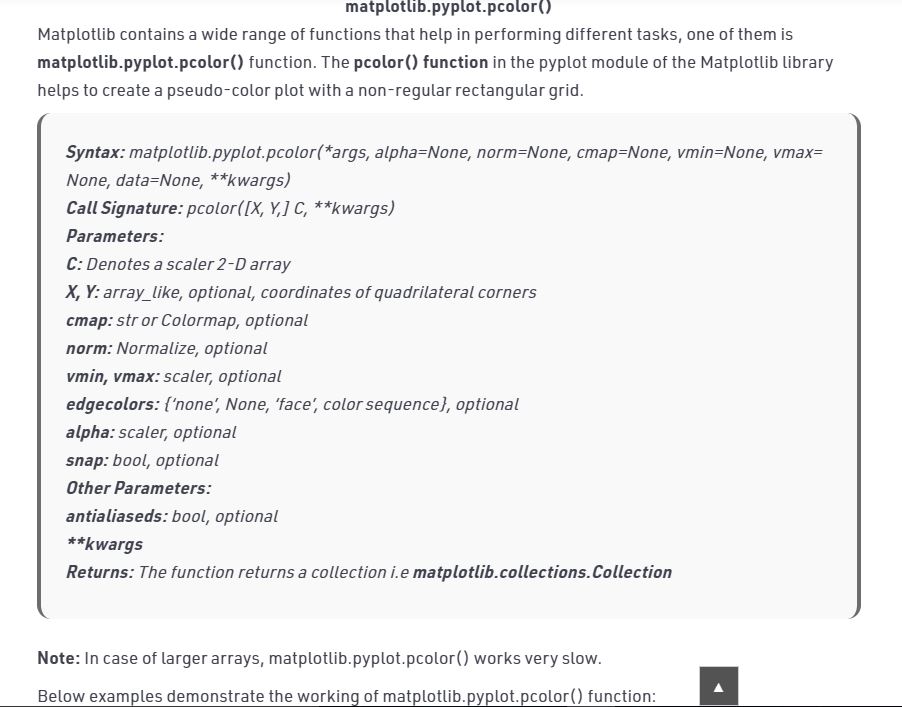 matplotlib.pyplot.pcolor()
Matplotlib contains a wide range of functions that help in performing different tasks, one of them is
matplotlib.pyplot.pcolor() function. The pcolor() function in the pyplot module of the Matplotlib library
helps to create a pseudo-color plot with a non-regular rectangular grid.
Syntax: matplotlib.pyplot.pcolor(*args, alpha=None, norm=None, cmap=None, vmin=None, vmax=
None, data=None, **kwargs)
Call Signature: pcolor([X, Y,] C, **kwargs)
Parameters:
C: Denotes a scaler 2-D array
X, Y: array_like, optional, coordinates of quadrilateral corners
cmap: str or Colormap, optional
norm: Normalize, optional
vmin, vmax: scaler, optional
edgecolors: {‘none’, None, ‘face’, color sequence}, optional
alpha: scaler, optional
snap: bool, optional
Other Parameters:
antialiaseds: bool, optional
**kwargs
Returns: The function returns a collection i.e matplotlib.collections.Collection
Note: In case of larger arrays, matplotlib.pyplot.pcolor() works very slow.
Below examples demonstrate the working of matplotlib.pyplot.pcolor() function: